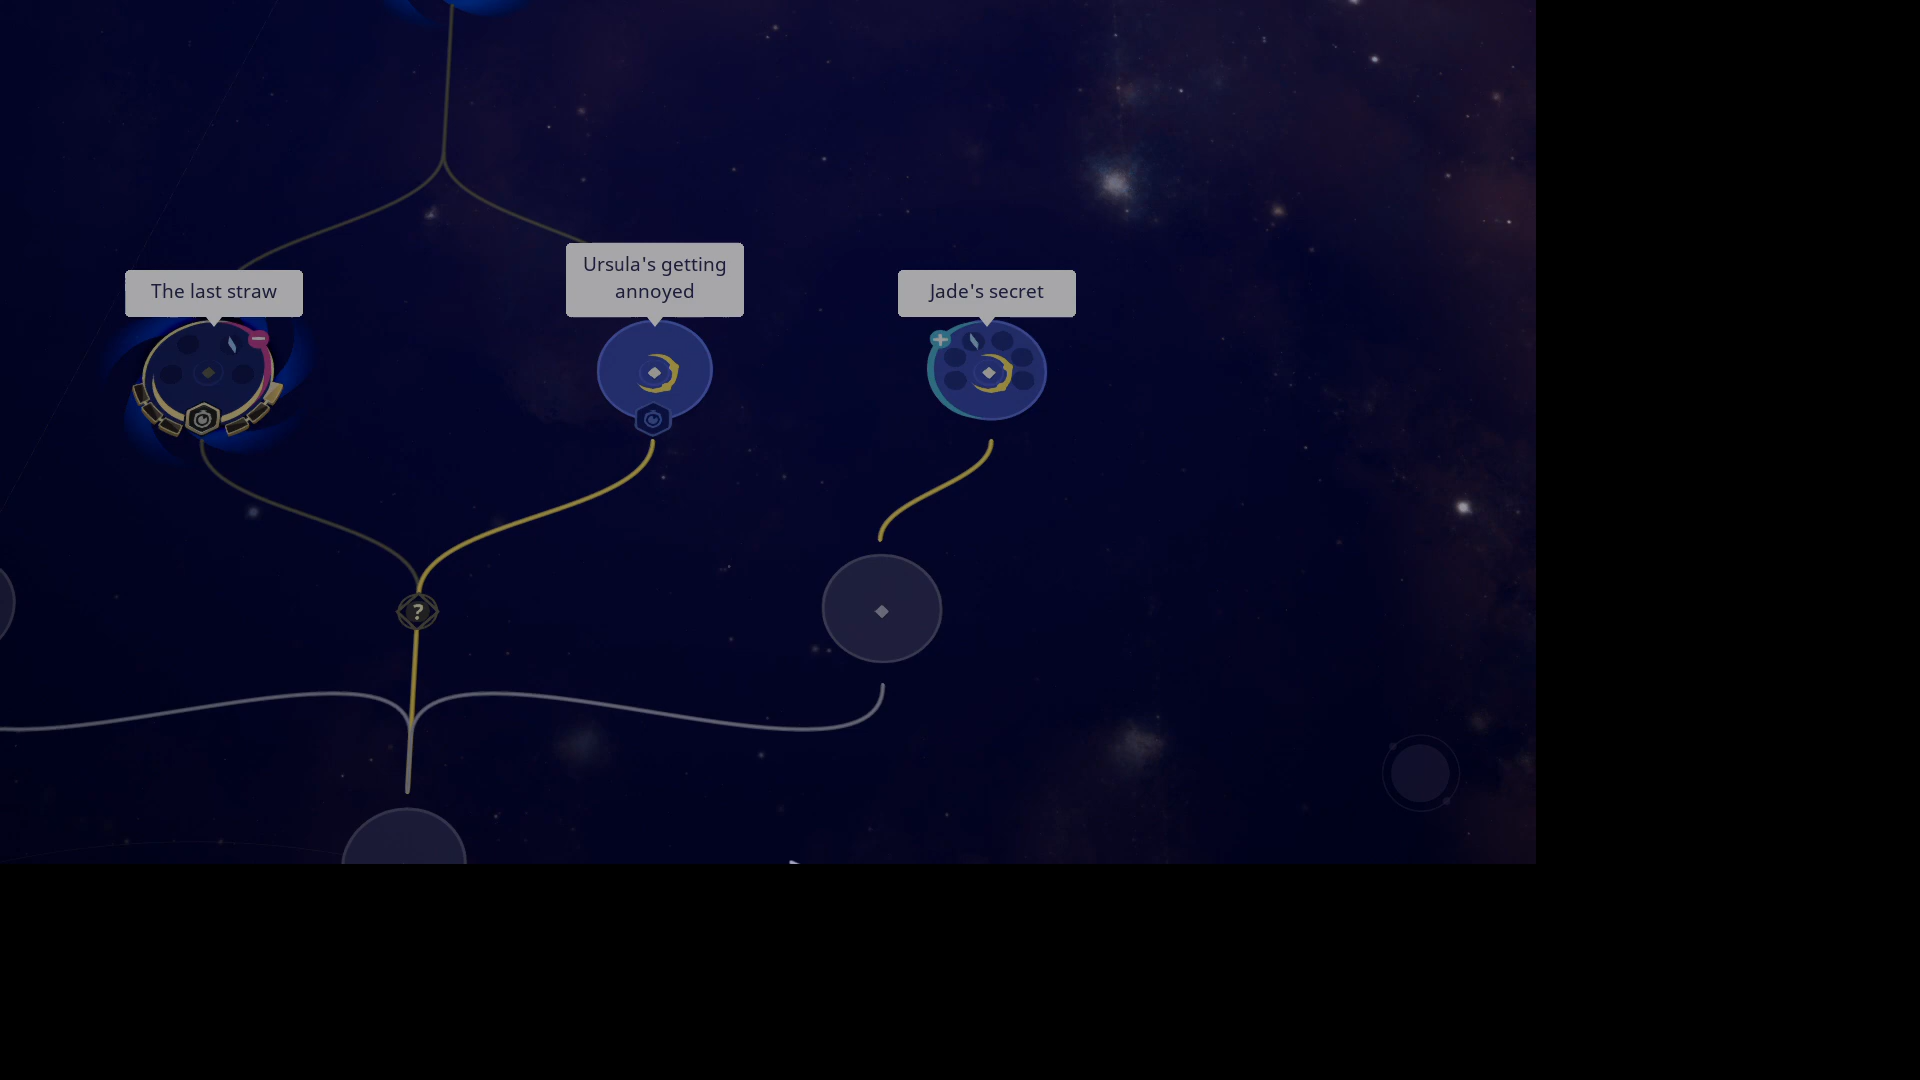 The last straw
Ursula's getting
annoyed
Jade's secret
?